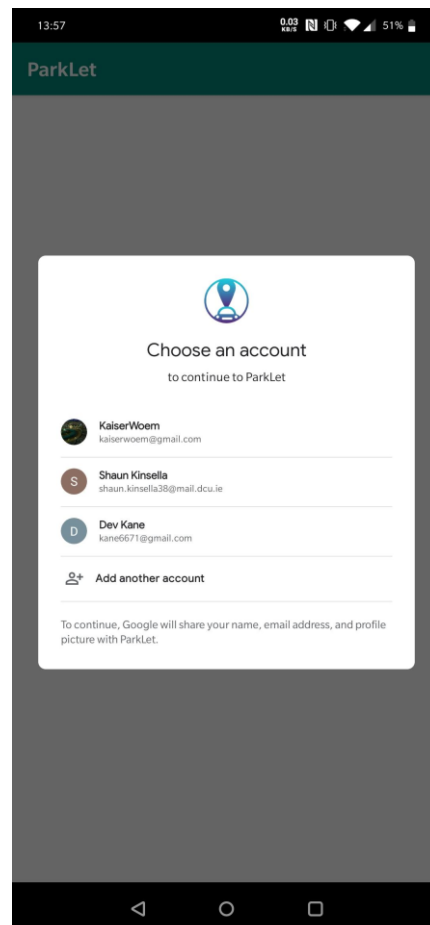 13:57
0.03
KB/S
51%
ParkLet
Choose an account
to continue to ParkLet
KaiserWoem
kaiserwoem@gmail.com
S
Shaun Kinsella
shaun.kinsella38@mail.dcu.ie
D
Dev Kane
kane6671@gmail.com
Add another account
To continue, Google will share your name, email address, and profile
picture with ParkLet.